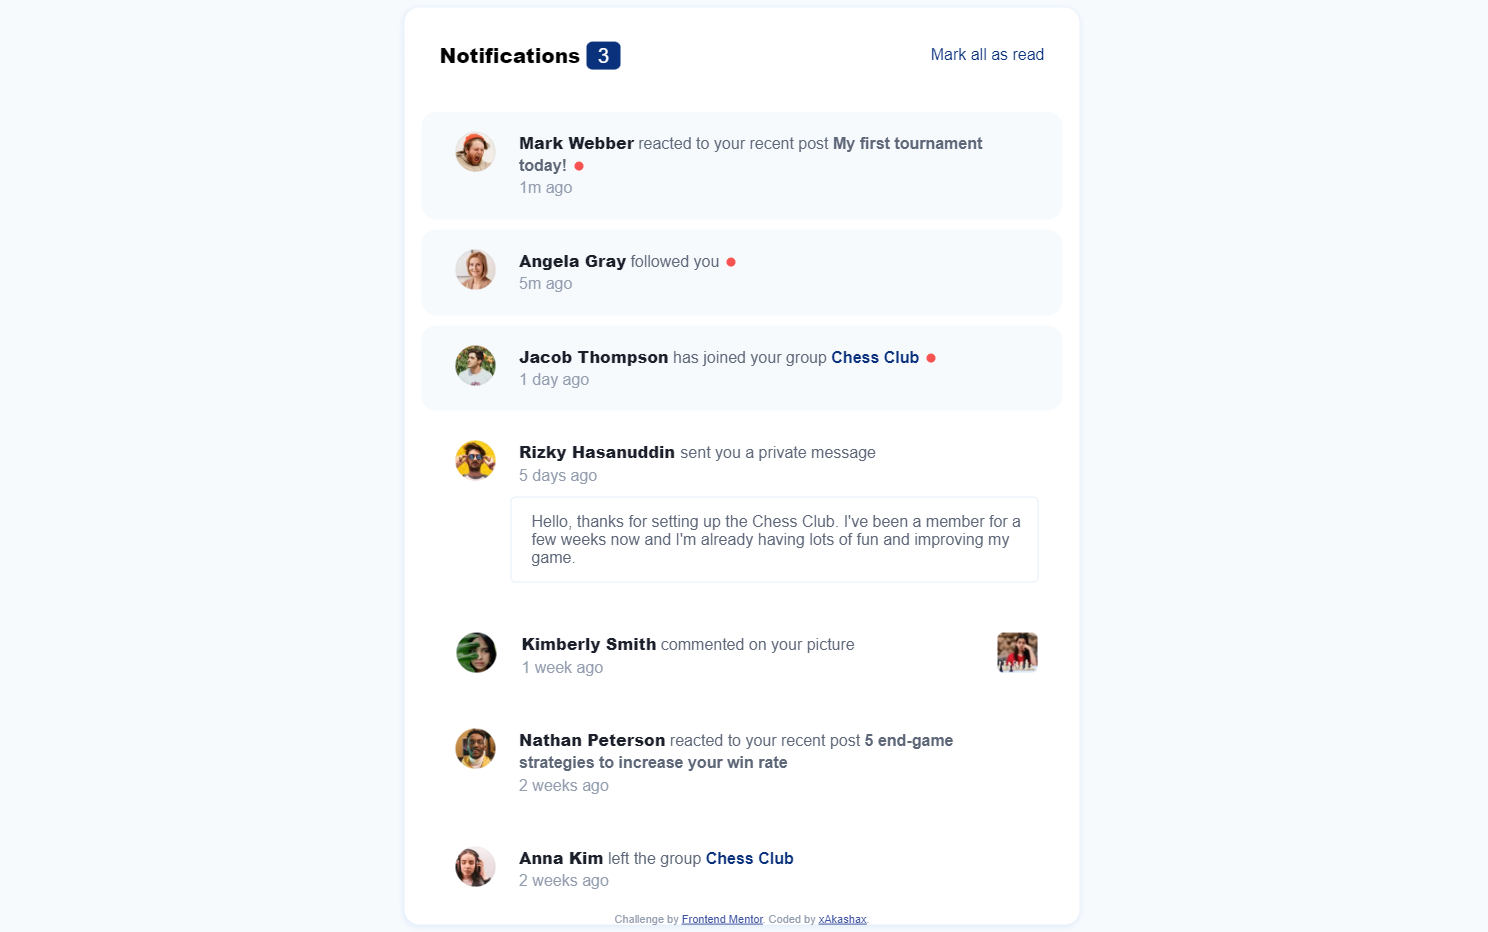 Notifications 3
Mark all as read
Mark Webber reacted to your recent post My first tournament
today!
1m ago
Angela Gray followed you
5m ago
Jacob Thompson has joined your group Chess Club
1 day ago
Rizky Hasanuddin sent you a private message
5 days ago
Hello, thanks for setting up the Chess Club. I've been a member for a
few weeks now and I'm already having lots of fun and improving my
game.
Kimberly Smith commented on your picture
1 week ago
Nathan Peterson reacted to your recent post 5 end-game
strategies to increase your win rate
2 weeks ago
Anna Kim left the group Chess Club
2 weeks ago
Challenge by Frontend Mentor. Coded by xAkashax.